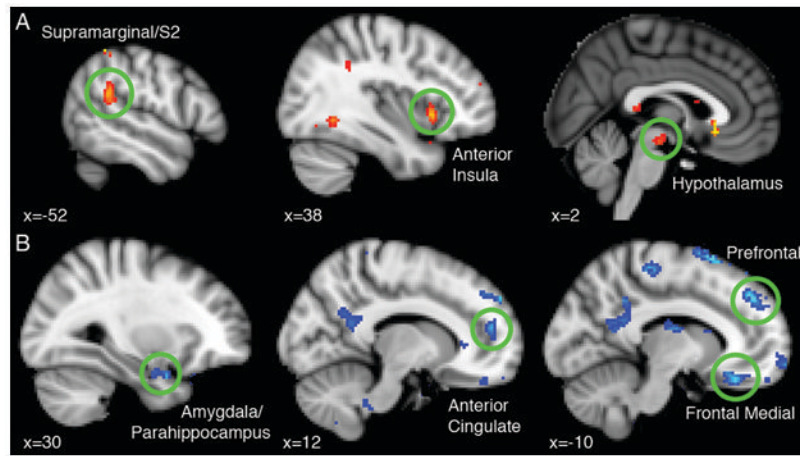 A
Supramarginal/S2
Anterior
Insula
Hypothalamus
x=-52
x=38
x=2
B
Prefrontal
Amygdala/
Parahippocampus
Anterior
Cingulate
Frontal Medial
x=30
x=12
x=-10